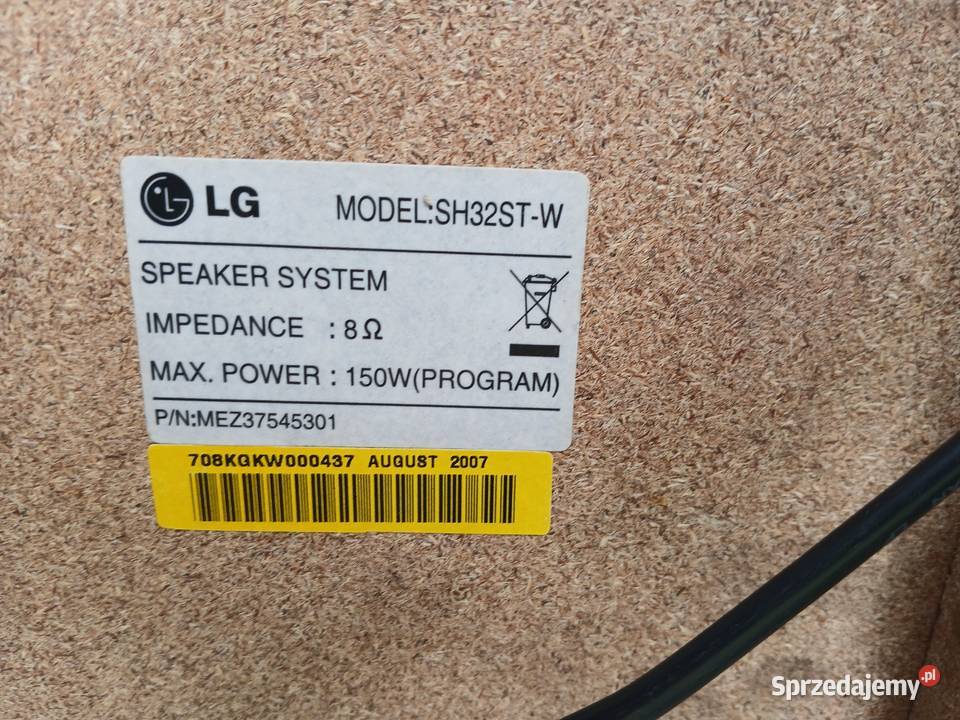 LG MODEL:SH32ST-W
SPEAKER SYSTEM
IMPEDANCE : 8Ω
MAX. POWER : 150W(PROGRAM)
P/N:MEZ37545301
708KGKW000437 AUGUST 2007
Sprzedajemy.pl